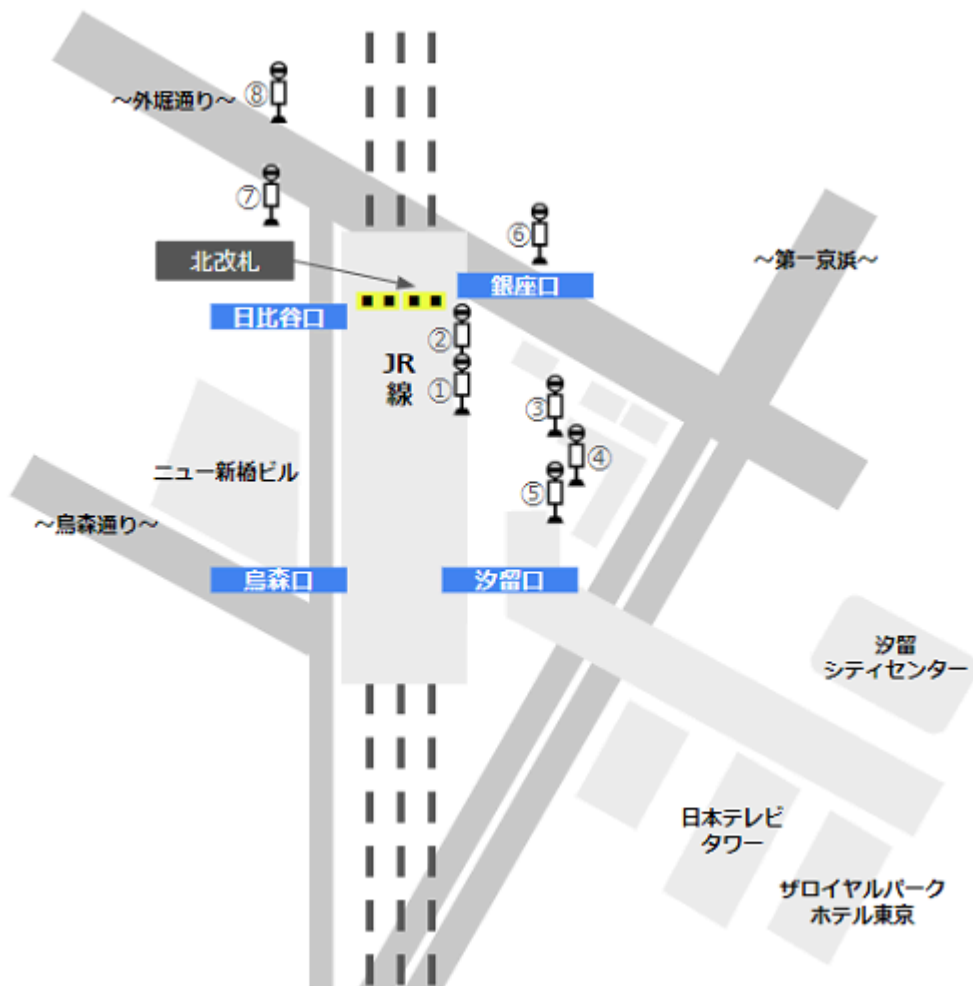 ~外堀通り~
⑧
⑦
⑥
~第一京浜~
北改札
銀座口
日比谷口
②
JR
線
①
③
④
⑤
ニュー新橋ビル
~烏森通り~
烏森口
汐留口
汐留
シティセンター
日本テレビ
タワー
ザロイヤルパーク
ホテル東京